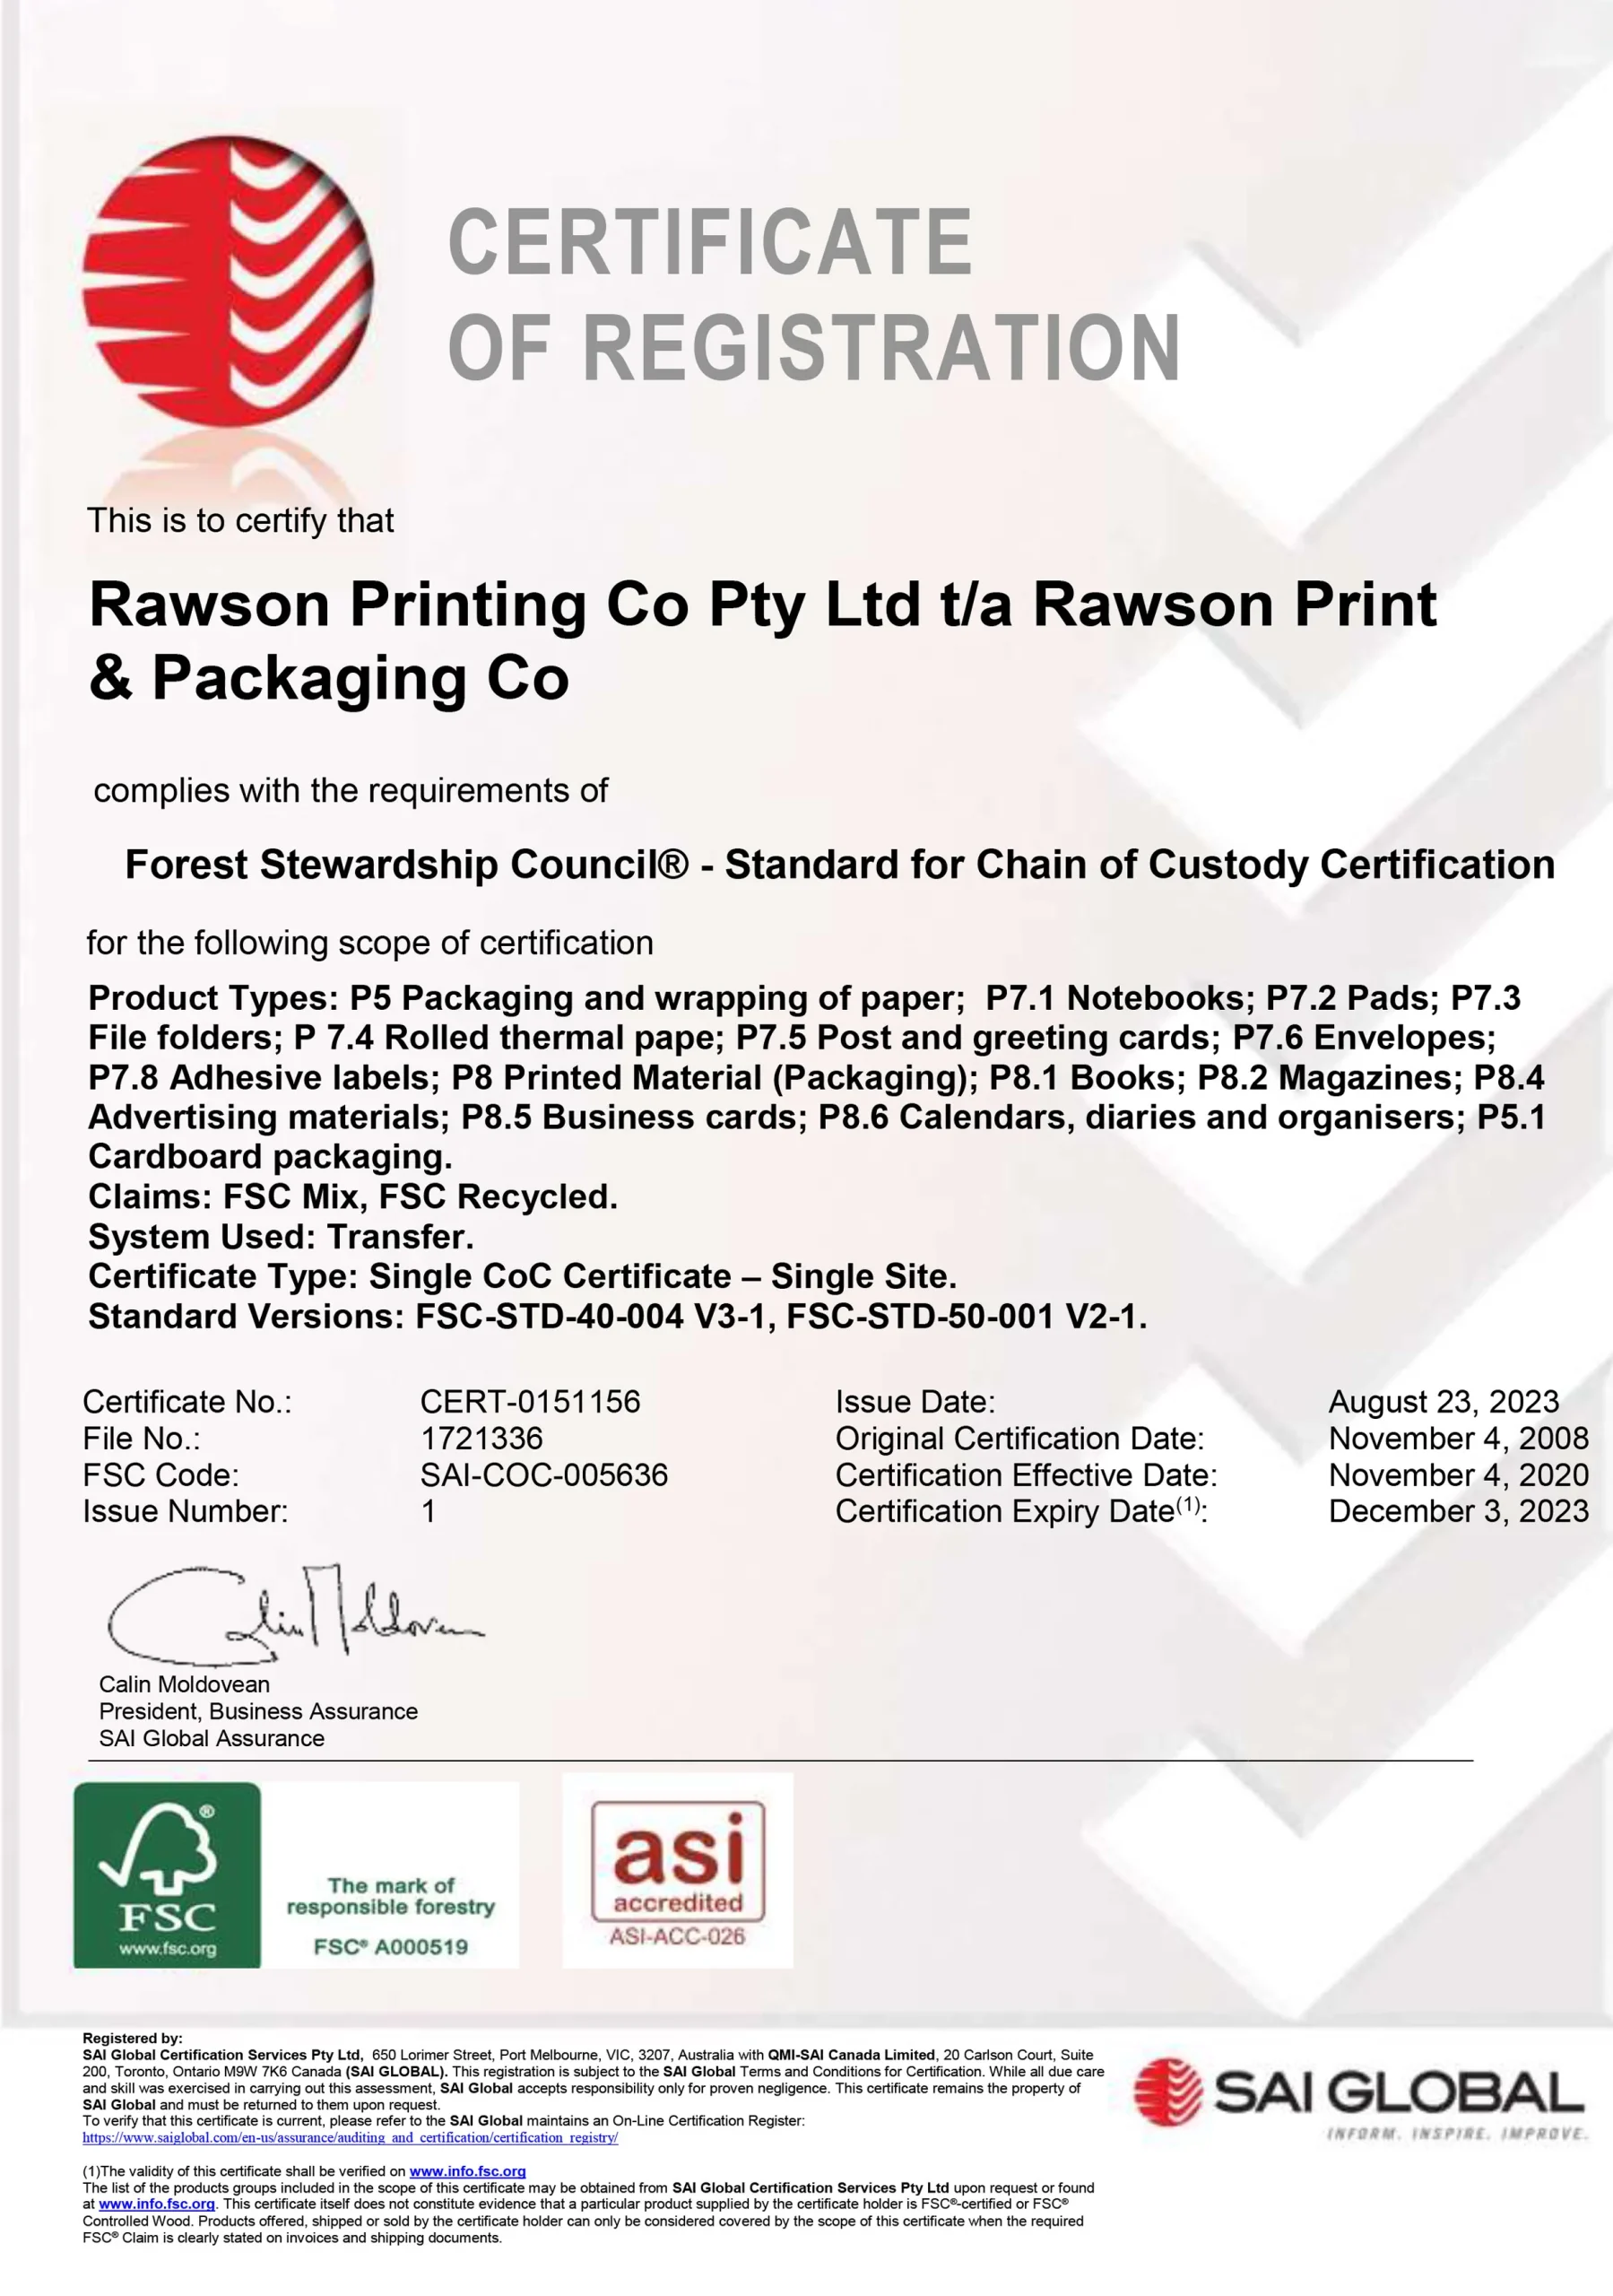 CERTIFICATE
OF REGISTRATION
This is to certify that
Rawson Printing Co Pty Ltd t/a Rawson Print
& Packaging Co
complies with the requirements of
Forest Stewardship Council® - Standard for Chain of Custody Certification
for the following scope of certification
Product Types: P5 Packaging and wrapping of paper;  P7.1 Notebooks; P7.2 Pads; P7.3
File folders; P 7.4 Rolled thermal pape; P7.5 Post and greeting cards; P7.6 Envelopes;
P7.8 Adhesive labels; P8 Printed Material (Packaging); P8.1 Books; P8.2 Magazines; P8.4
Advertising materials; P8.5 Business cards; P8.6 Calendars, diaries and organisers; P5.1
Cardboard packaging.
Claims: FSC Mix, FSC Recycled.
System Used: Transfer.
Certificate Type: Single CoC Certificate – Single Site.
Standard Versions: FSC-STD-40-004 V3-1, FSC-STD-50-001 V2-1.
Certificate No.: CERT-0151156 Issue Date: August 23, 2023
File No.: 1721336 Original Certification Date: November 4, 2008
FSC Code: SAI-COC-005636 Certification Effective Date: November 4, 2020
Issue Number: 1 Certification Expiry Date(1): December 3, 2023
Calin Moldovean
Calin Moldovean
President, Business Assurance
SAI Global Assurance
®
FSC
www.fsc.org
The mark of
responsible forestry
FSC® A000519
asi
accredited
ASI-ACC-026
Registered by:
SAI Global Certification Services Pty Ltd, 650 Lorimer Street, Port Melbourne, VIC, 3207, Australia with QMI-SAI Canada Limited, 20 Carlson Court, Suite
200, Toronto, Ontario M9W 7K6 Canada (SAI GLOBAL). This registration is subject to the SAI Global Terms and Conditions for Certification. While all due care
and skill was exercised in carrying out this assessment, SAI Global accepts responsibility only for proven negligence. This certificate remains the property of
SAI Global and must be returned to them upon request.
To verify that this certificate is current, please refer to the SAI Global maintains an On-Line Certification Register:
https://www.saiglobal.com/en-us/assurance/auditing_and_certification/certification_registry/
SAI GLOBAL
INFORM. INSPIRE. IMPROVE.
(1)The validity of this certificate shall be verified on www.info.fsc.org
The list of the products groups included in the scope of this certificate may be obtained from SAI Global Certification Services Pty Ltd upon request or found
at www.info.fsc.org. This certificate itself does not constitute evidence that a particular product supplied by the certificate holder is FSC®-certified or FSC®
Controlled Wood. Products offered, shipped or sold by the certificate holder can only be considered covered by the scope of this certificate when the required
FSC® Claim is clearly stated on invoices and shipping documents.